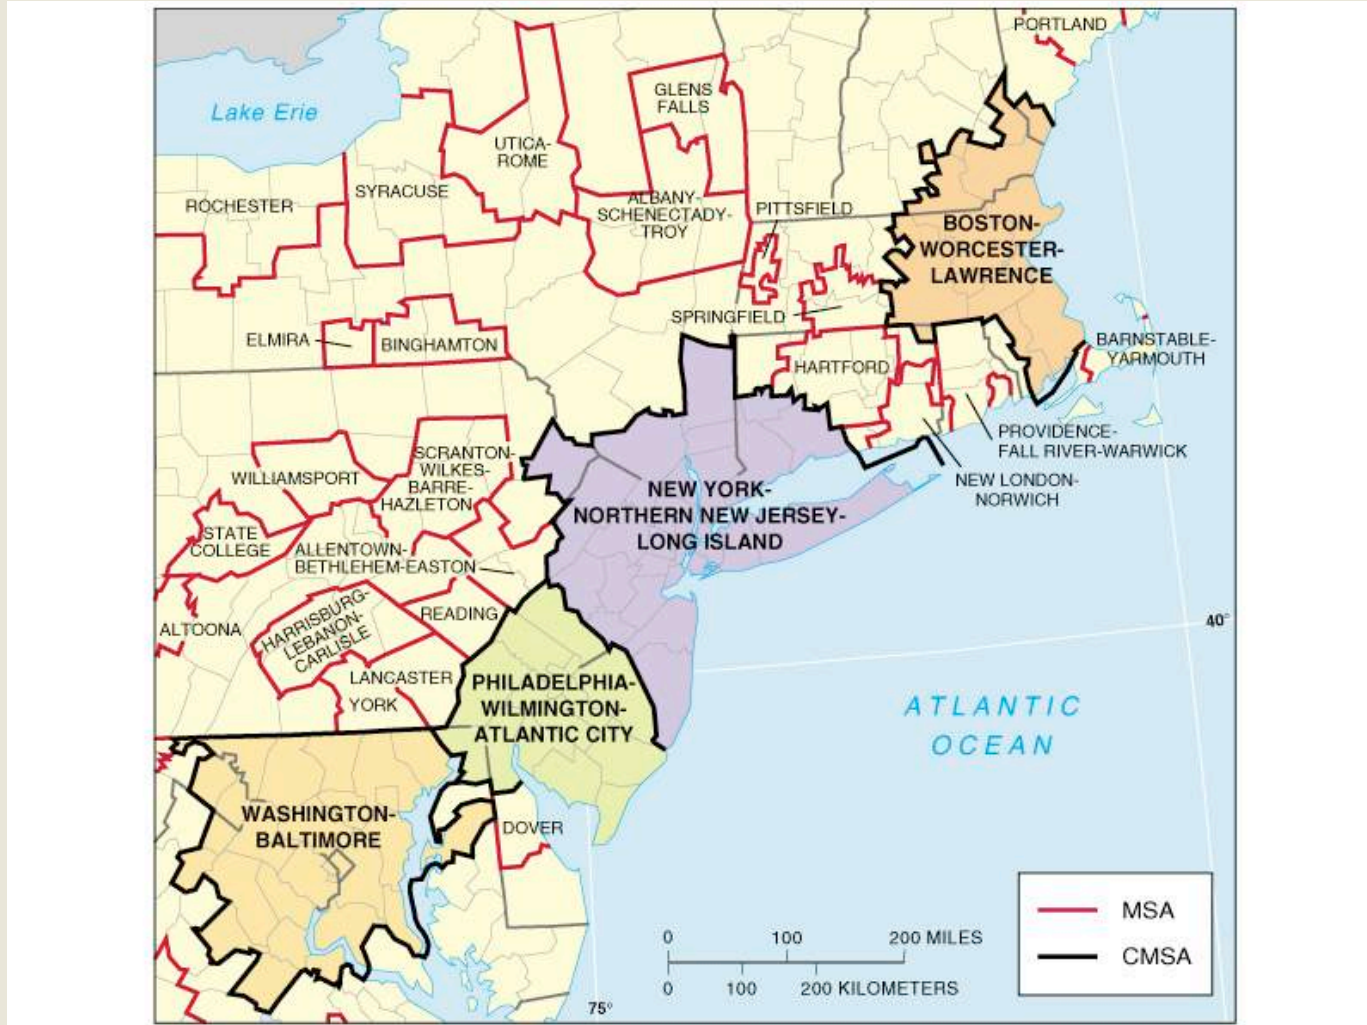 PORTLAND
Lake Erie
GLENS
FALLS
UTICA-
ROME
SYRACUSE
ROCHESTER
ALBANY-
SCHENECTADY-
TROY
PITTSFIELD
BOSTON-
WORCESTER-
LAWRENCE
SPRINGFIELD
ELMIRA
BINGHAMTON
HARTFORD
BARNSTABLE-
YARMOUTH
PROVIDENCE-
FALL RIVER-WARWICK
NEW LONDON-
NORWICH
SCRANTON-
WILKES-
BARRE-
HAZLETON
WILLIAMSPORT
NEW YORK-
NORTHERN NEW JERSEY-
LONG ISLAND
STATE
COLLEGE
ALLENTOWN-
BETHLEHEM-EASTON
READING
HARRISBURG-
LEBANON-
CARLISLE
ALTOONA
40°
LANCASTER
YORK
PHILADELPHIA-
WILMINGTON-
ATLANTIC CITY
ATLANTIC
OCEAN
WASHINGTON-
BALTIMORE
DOVER
MSA
CMSA
0 100 200 MILES
0 100 200 KILOMETERS
75°